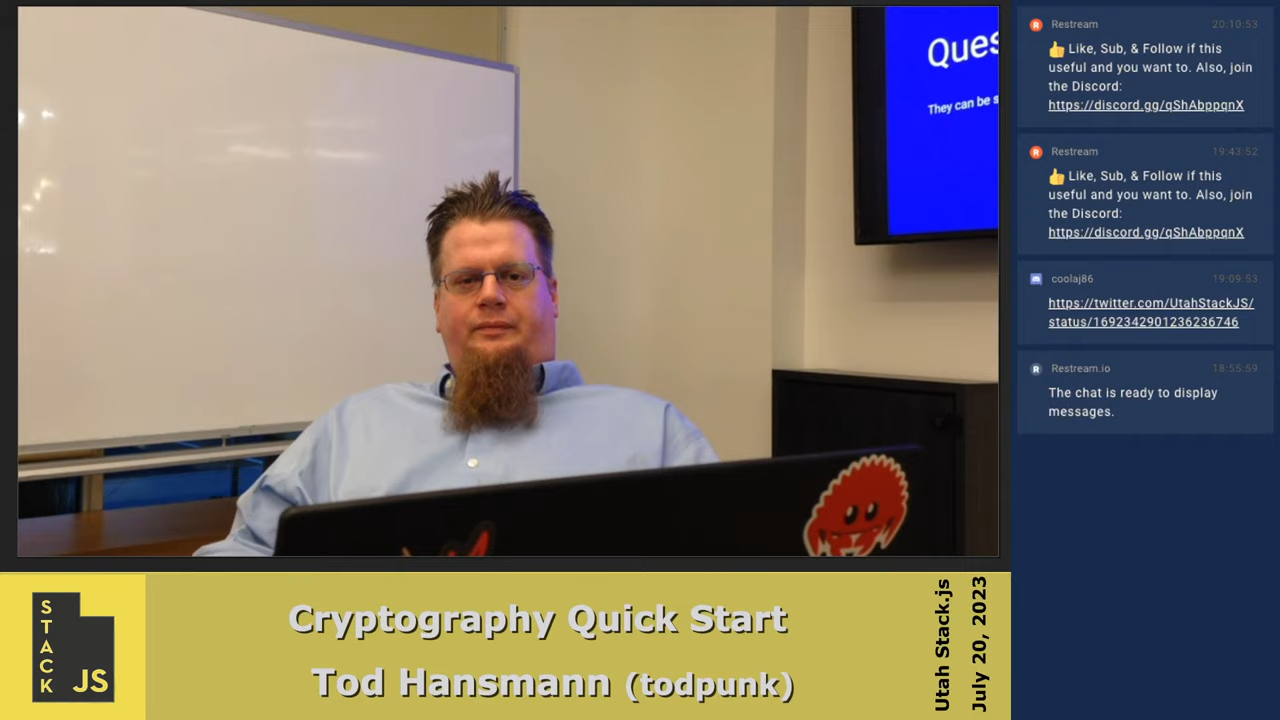 Ques
They can be s
Restream 20:10:53
👍 Like, Sub, & Follow if this
useful and you want to. Also, join
the Discord:
https://discord.gg/qShAbppqnX
Restream 19:43:52
👍 Like, Sub, & Follow if this
useful and you want to. Also, join
the Discord:
https://discord.gg/qShAbppqnX
coolaj86 19:09:53
https://twitter.com/UtahStackJS/
status/1692342901236236746
Restream.io 18:55:59
The chat is ready to display
messages.
STACK
JS
Cryptography Quick Start
Tod Hansmann (todpunk)
Utah Stack.js
July 20, 2023